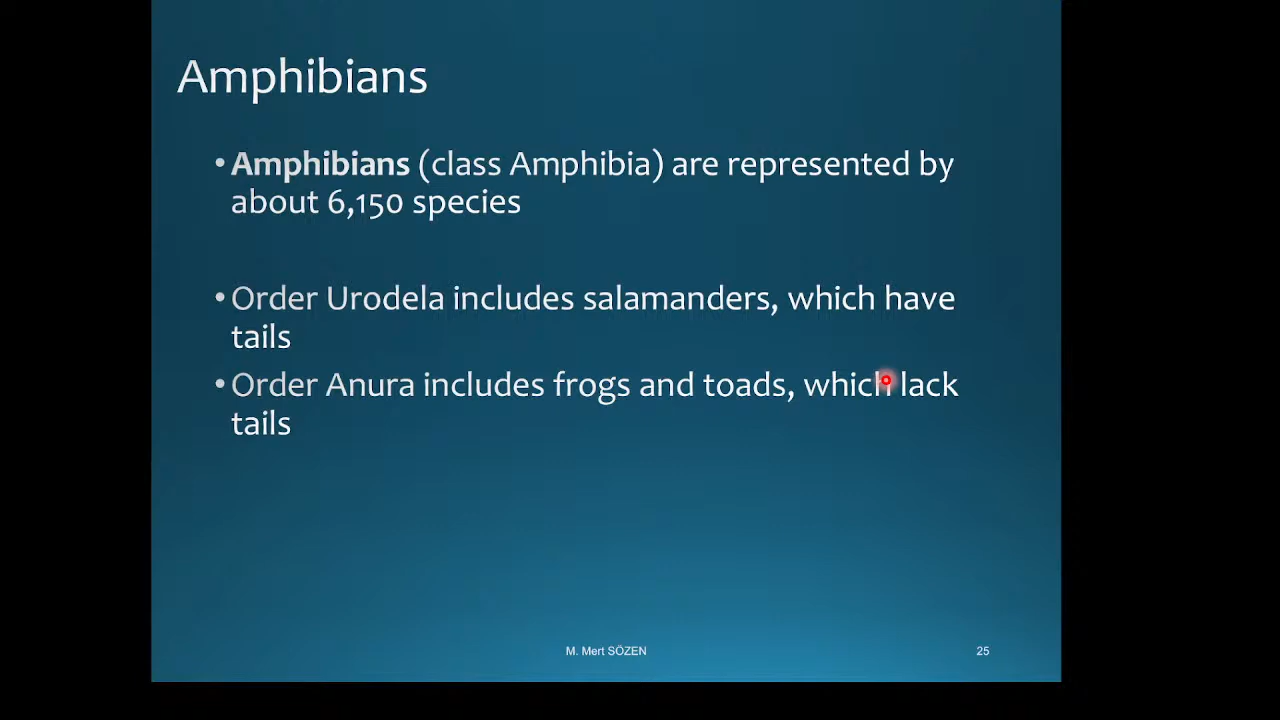 Amphibians
•Amphibians (class Amphibia) are represented by
about 6,150 species
•Order Urodela includes salamanders, which have
tails
•Order Anura includes frogs and toads, which lack
tails
M. Mert SÖZEN
25